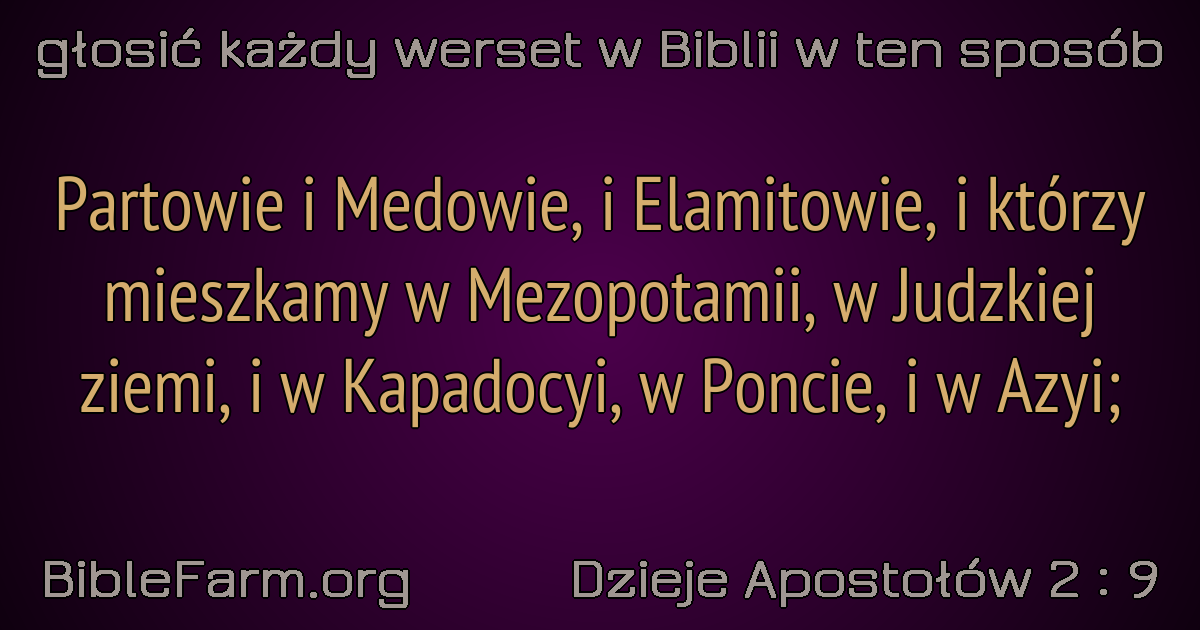 głosić każdy werset w Biblii w ten sposób
Partowie i Medowie, i Elamitowie, i którzy
mieszkamy w Mezopotamii, w Judzkiej
ziemi, i w Kapadocyi, w Poncie, i w Azyi;
BibleFarm.org
Dzieje Apostołów 2 : 9